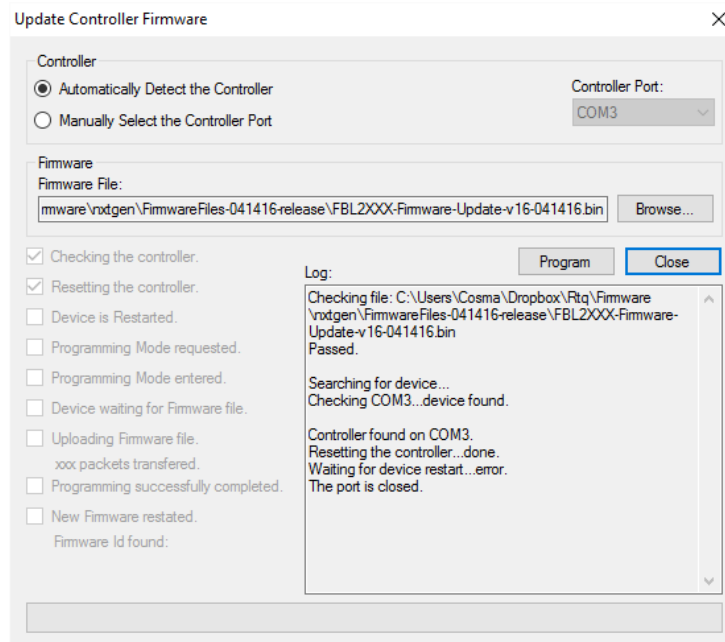 Update Controller Firmware
Controller
Automatically Detect the Controller
Manually Select the Controller Port
Controller Port:
COM3
Firmware
Firmware File:
mware\nxtgen\FirmwareFiles-041416-release\FBL2XXX-Firmware-Update-v16-041416.bin
Browse...
Program
Close
Checking the controller.
Resetting the controller.
Device is Restarted.
Programming Mode requested.
Programming Mode entered.
Device waiting for Firmware file.
Uploading Firmware file.
xxx packets transfered.
Programming successfully completed.
New Firmware restated.
Firmware Id found:
Log:
Checking file: C:\Users\Cosma\Dropbox\Rtq\Firmware
\nxtgen\FirmwareFiles-041416-release\FBL2XXX-Firmware-
Update-v16-041416.bin
Passed.
Searching for device...
Checking COM3...device found.
Controller found on COM3.
Resetting the controller...done.
Waiting for device restart...error.
The port is closed.